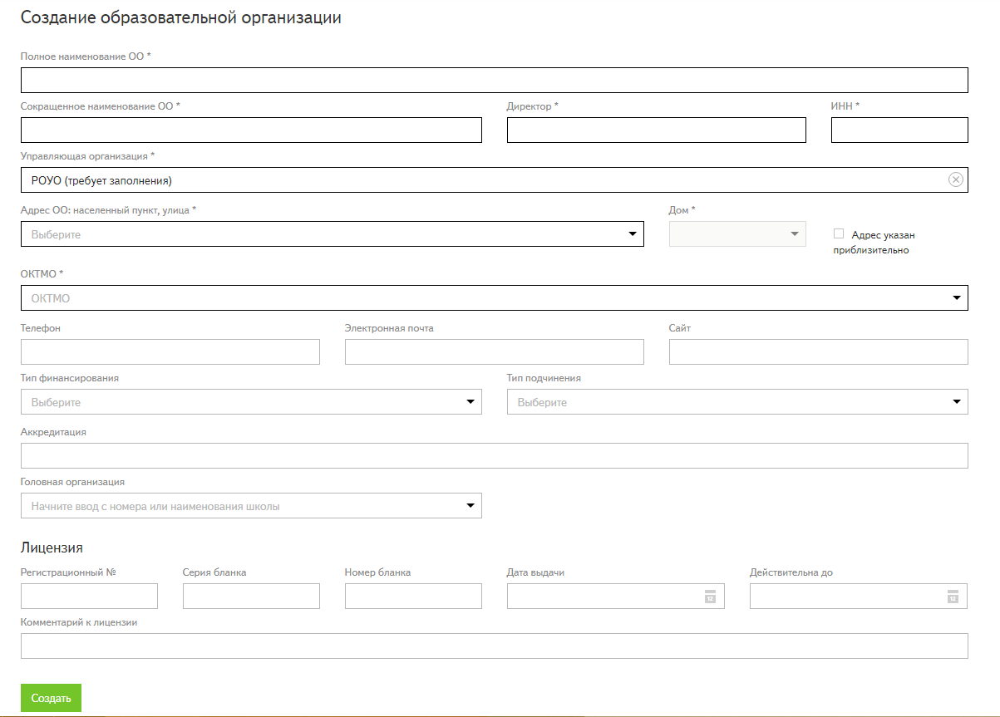 Создание образовательной организации
Полное наименование ОО *
Сокращенное наименование ОО * Директор * ИНН *
Управляющая организация *
РОУО (требует заполнения)
Адрес ОО: населенный пункт, улица * Дом *
Выберите Адрес указан
приблизительно
ОКТМО *
ОКТМО
Телефон Электронная почта Сайт
Тип финансирования Тип подчинения
Выберите Выберите
Аккредитация
Головная организация
Начните ввод с номера или наименования школы
Лицензия
Регистрационный № Серия бланка Номер бланка Дата выдачи Действительна до
12 12
Комментарий к лицензии
Создать